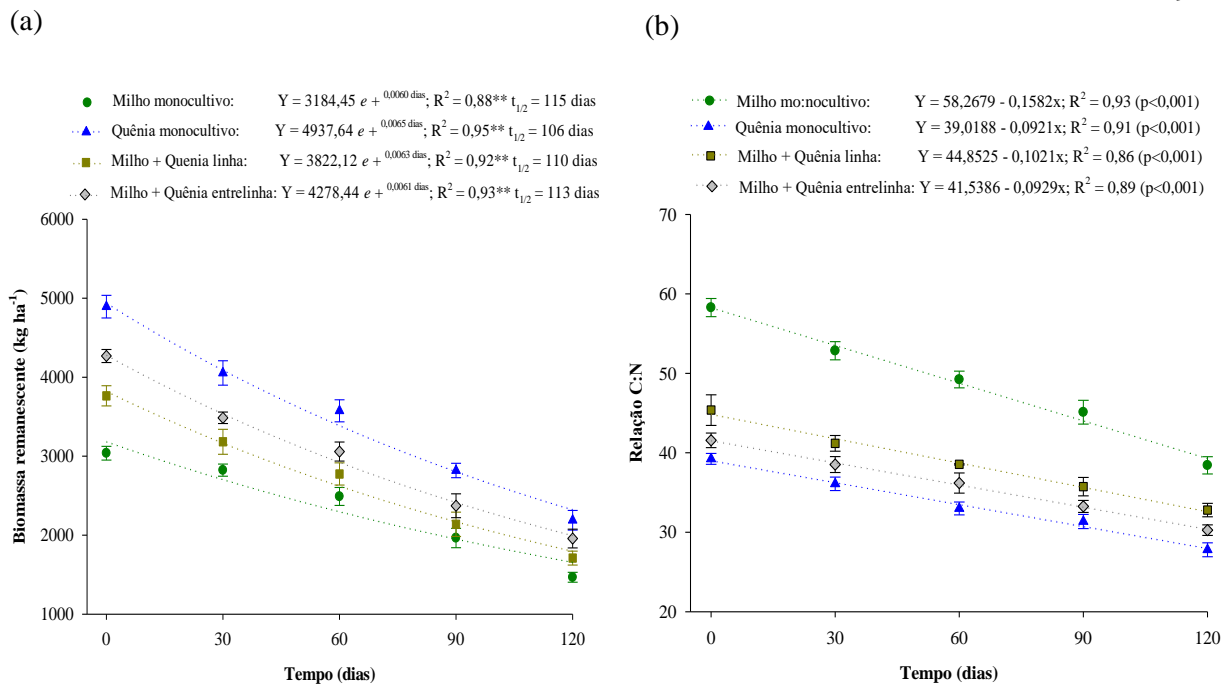 (a)
(b)
Milho monocultivo: Y = 3184,45 e + 0,0060 dias; R2 = 0,88** t1/2 = 115 dias
Quênia monocultivo: Y = 4937,64 e + 0,0065 dias; R2 = 0,95** t1/2 = 106 dias
Milho + Quenia linha: Y = 3822,12 e + 0,0063 dias; R2 = 0,92** t1/2 = 110 dias
Milho + Quênia entrelinha: Y = 4278,44 e + 0,0061 dias; R2 = 0,93** t1/2 = 113 dias
6000
5000
4000
3000
2000
1000
Biomassa remanescente (kg ha-1)
0 30 60 90 120
Tempo (dias)
Milho mo:nocultivo: Y = 58,2679 - 0,1582x; R2 = 0,93 (p<0,001)
Quênia monocultivo: Y = 39,0188 - 0,0921x; R2 = 0,91 (p<0,001)
Milho + Quênia linha: Y = 44,8525 - 0,1021x; R2 = 0,86 (p<0,001)
Milho + Quênia entrelinha: Y = 41,5386 - 0,0929x; R2 = 0,89 (p<0,001)
70
60
50
40
30
20
Relação C:N
0 30 60 90 120
Tempo (dias)